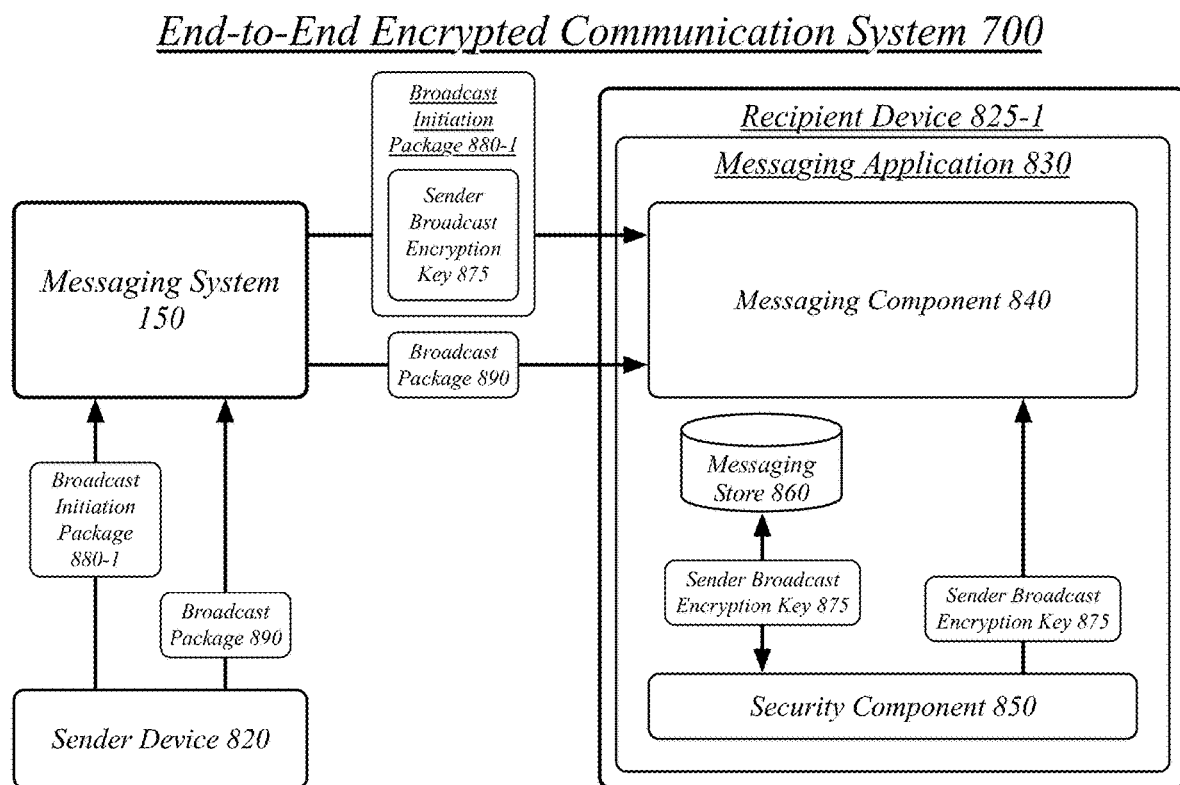 End-to-End Encrypted Communication System 700
Broadcast
Initiation
Package 880-1
Sender
Broadcast
Encryption
Key 875
Recipient Device 825-1
Messaging Application 830
Messaging System
150
Messaging Component 840
Broadcast
Package 890
Broadcast
Initiation
Package
880-1
Broadcast
Package 890
Messaging
Store 860
Sender Broadcast
Encryption Key 875
Sender Broadcast
Encryption Key 875
Security Component 850
Sender Device 820